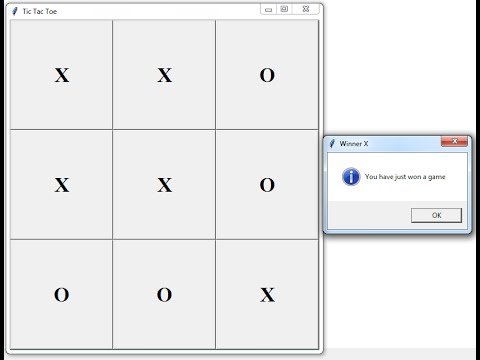 Tic Tac Toe
X X O
X X O
O O X
Winner X
You have just won a game
OK